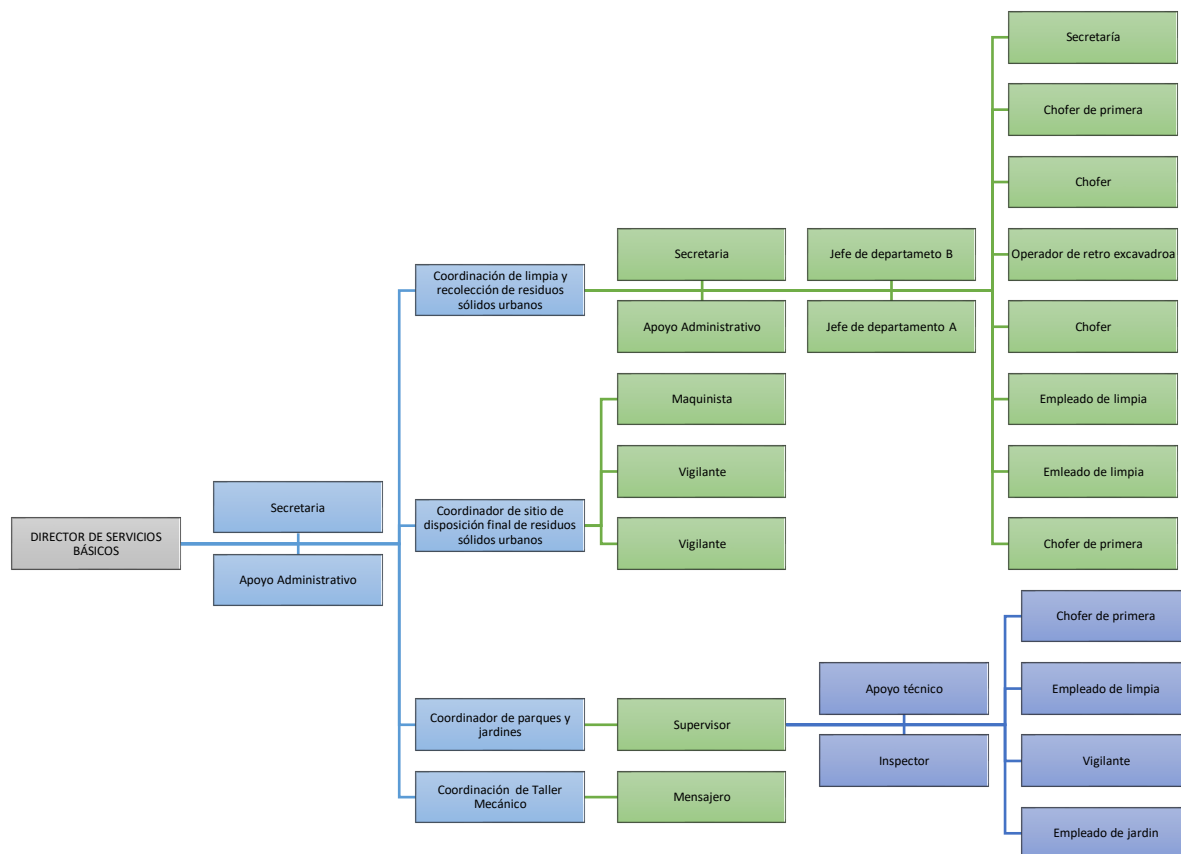 DIRECTOR DE SERVICIOS
BÁSICOS
Secretaria
Apoyo Administrativo
Coordinación de limpia y
recolección de residuos
sólidos urbanos
Secretaria
Apoyo Administrativo
Jefe de departameto B
Jefe de departamento A
Secretaría
Chofer de primera
Chofer
Operador de retro excavadroa
Chofer
Empleado de limpia
Emleado de limpia
Chofer de primera
Coordinador de sitio de
disposición final de residuos
sólidos urbanos
Maquinista
Vigilante
Vigilante
Coordinador de parques y
jardines
Supervisor
Apoyo técnico
Inspector
Chofer de primera
Empleado de limpia
Vigilante
Empleado de jardin
Coordinación de Taller
Mecánico
Mensajero